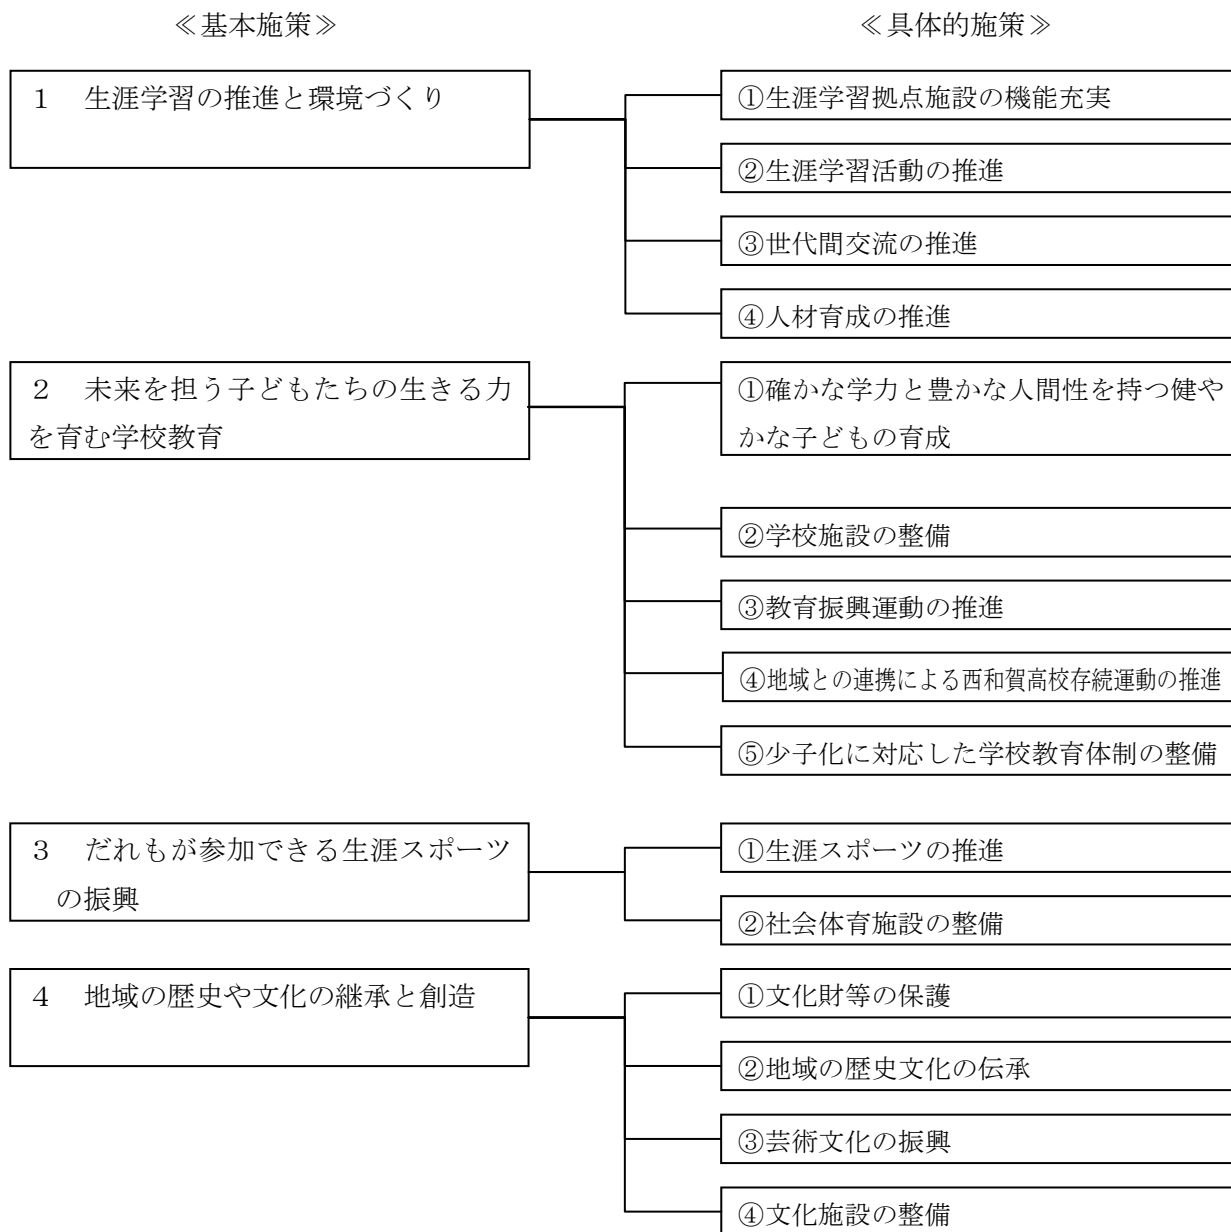 ≪基本施策≫
≪具体的施策≫
１　生涯学習の推進と環境づくり
①生涯学習拠点施設の機能充実
②生涯学習活動の推進
③世代間交流の推進
④人材育成の推進
２　未来を担う子どもたちの生きる力
を育む学校教育
①確かな学力と豊かな人間性を持つ健や
かな子どもの育成
②学校施設の整備
③教育振興運動の推進
④地域との連携による西和賀高校存続運動の推進
⑤少子化に対応した学校教育体制の整備
３　だれもが参加できる生涯スポーツ
の振興
①生涯スポーツの推進
②社会体育施設の整備
４　地域の歴史や文化の継承と創造
①文化財等の保護
②地域の歴史文化の伝承
③芸術文化の振興
④文化施設の整備